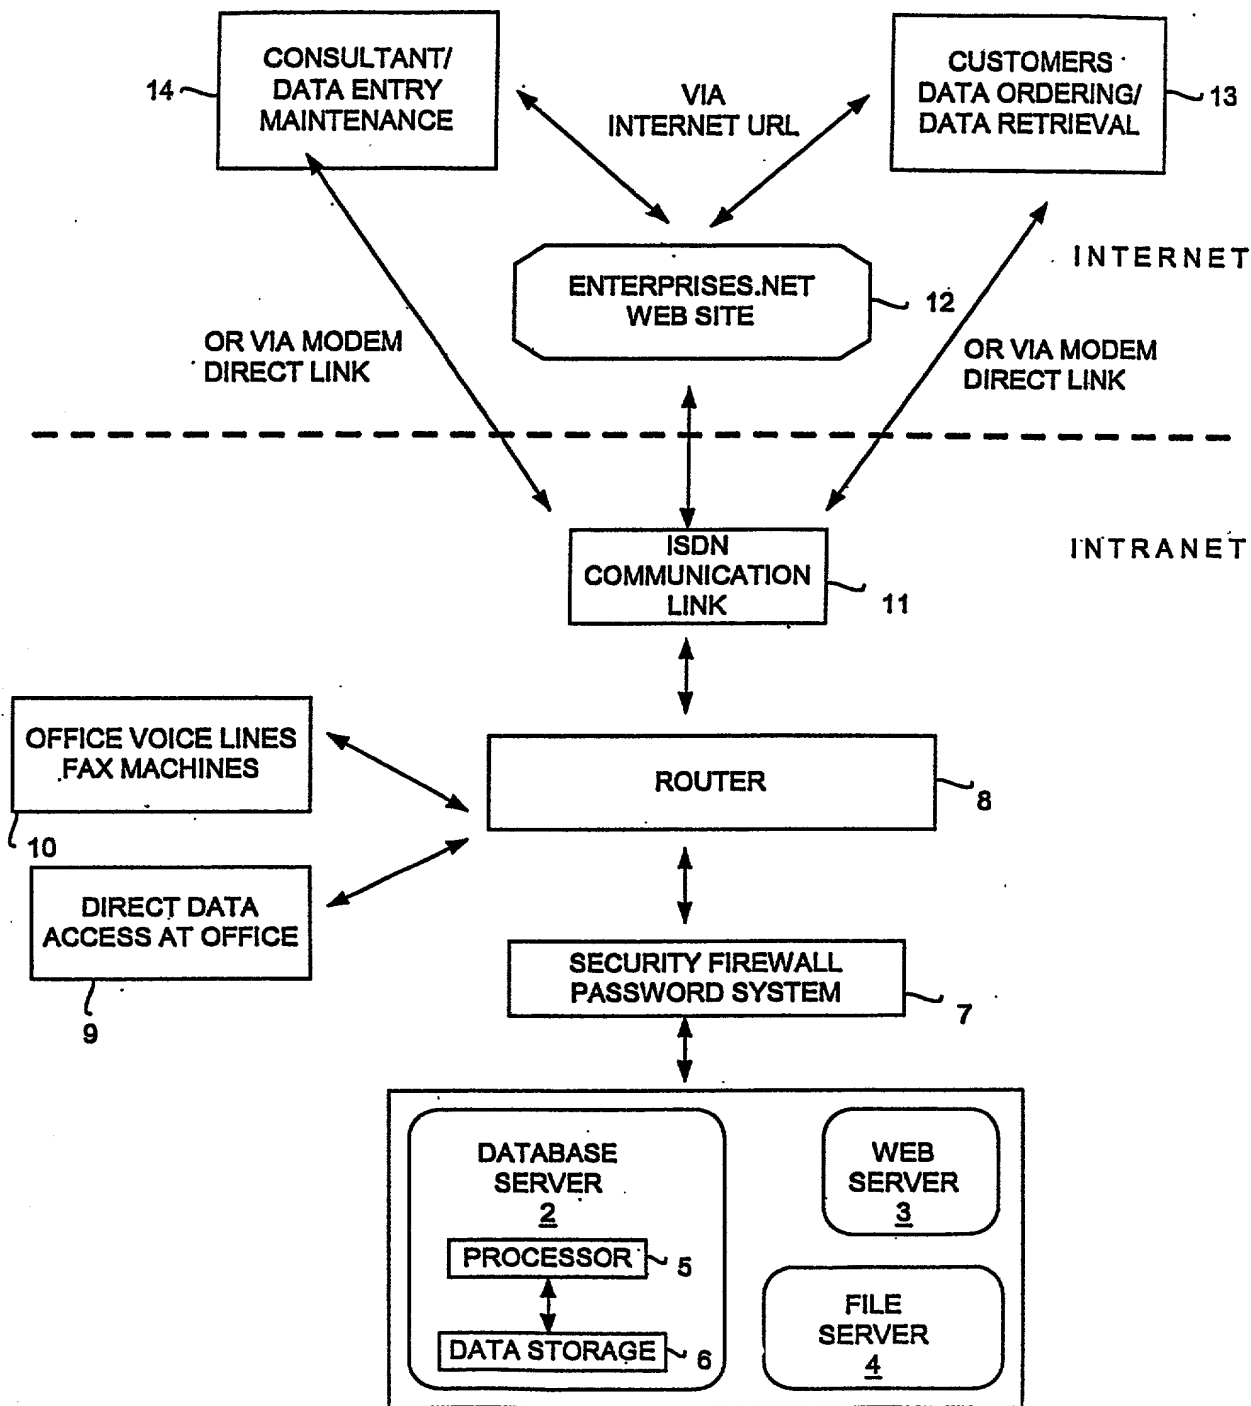 CONSULTANT/
DATA ENTRY
MAINTENANCE
14
VIA
INTERNET URL
CUSTOMERS
DATA ORDERING/
DATA RETRIEVAL
13
INTERNET
ENTERPRISES.NET
WEB SITE
12
OR VIA MODEM
DIRECT LINK
OR VIA MODEM
DIRECT LINK
INTRANET
ISDN
COMMUNICATION
LINK
11
OFFICE VOICE LINES
FAX MACHINES
10
ROUTER
8
DIRECT DATA
ACCESS AT OFFICE
9
SECURITY FIREWALL
PASSWORD SYSTEM
7
DATABASE
SERVER
2
PROCESSOR
5
DATA STORAGE
6
WEB
SERVER
3
FILE
SERVER
4